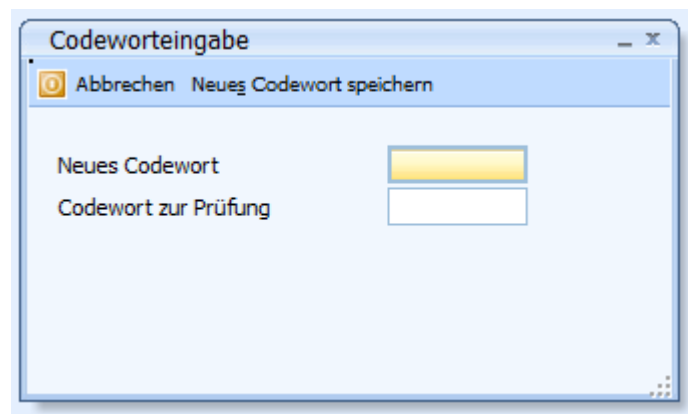 Codeworteingabe
Abbrechen Neues Codewort speichern
Neues Codewort
Codewort zur Prüfung